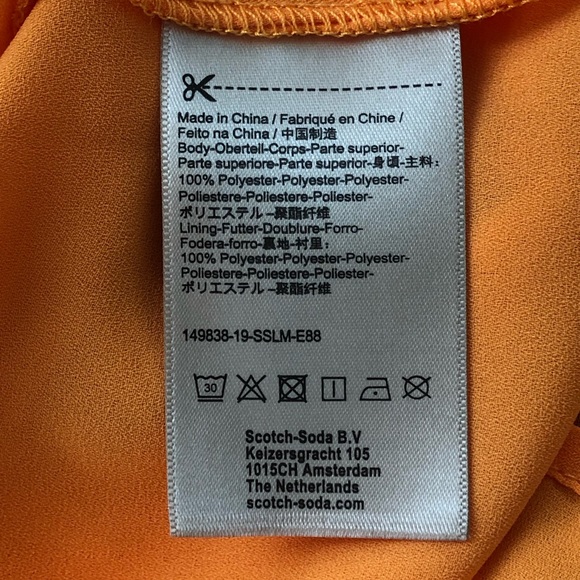 Made in China / Fabriqué en Chine /
Feito na China / 中国制造
Body-Oberteil-Corps-Parte superior-
Parte superiore-Parte superior-身頃-主料:
100% Polyester-Polyester-Polyester-
Poliestere-Poliestere-Poliester-
ポリエステル –聚酯纤维
Lining-Futter-Doublure-Forro-
Fodera-forro-裏地-衬里:
100% Polyester-Polyester-Polyester-
Poliestere-Poliestere-Poliester-
ポリエステル –聚酯纤维
149838-19-SSLM-E88
30
Scotch-Soda B.V
Keizersgracht 105
1015CH Amsterdam
The Netherlands
scotch-soda.com